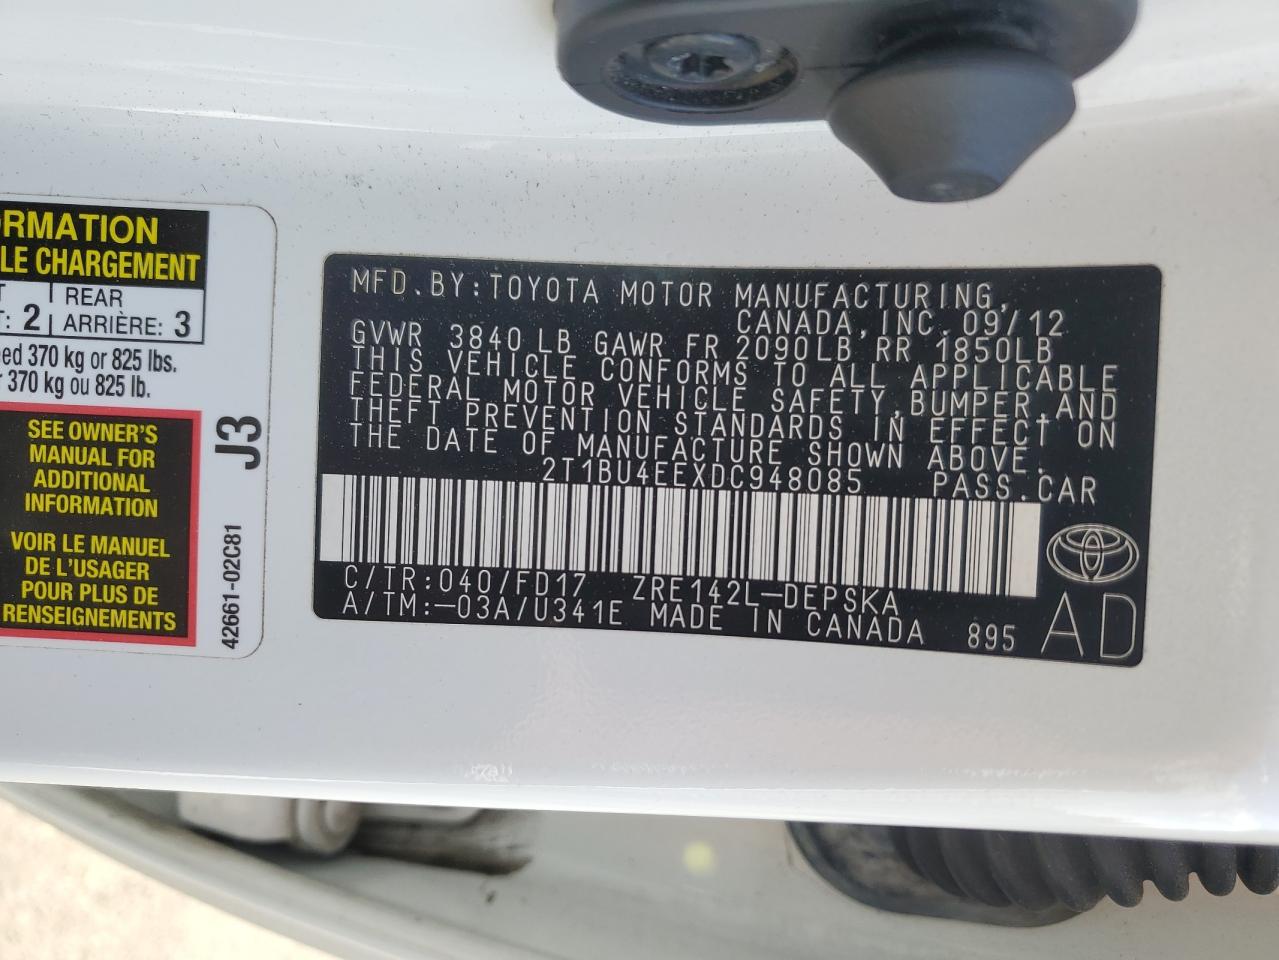 RMATION
LE CHARGEMENT
REAR
: 2 ARRIÈRE: 3
370 kg or 825 lbs.
370 kg ou 825 lb.
SEE OWNER'S
MANUAL FOR
ADDITIONAL
INFORMATION
VOIR LE MANUEL
DE L'USAGER
POUR PLUS DE
RENSEIGNEMENTS
J3
42661-02C81
MFD.BY:TOYOTA MOTOR MANUFACTURING,
CANADA,INC.09/12
GVWR 3840 LB GAWR FR 2090LB RR 1850LB
THIS VEHICLE CONFORMS TO ALL APPLICABLE
FEDERAL MOTOR VEHICLE SAFETY,BUMPER,AND
THEFT PREVENTION STANDARDS IN EFFECT ON
THE DATE OF MANUFACTURE SHOWN ABOVE.
2T1BU4EEXDC948085 PASS.CAR
C/TR:040/FD17 ZRE142L-DEPSKA
A/TM:-03A/U341E MADE IN CANADA 895
AD